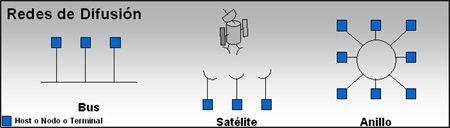 Redes de Difusión
Bus
Satélite
Anillo
Host o Nodo o Terminal